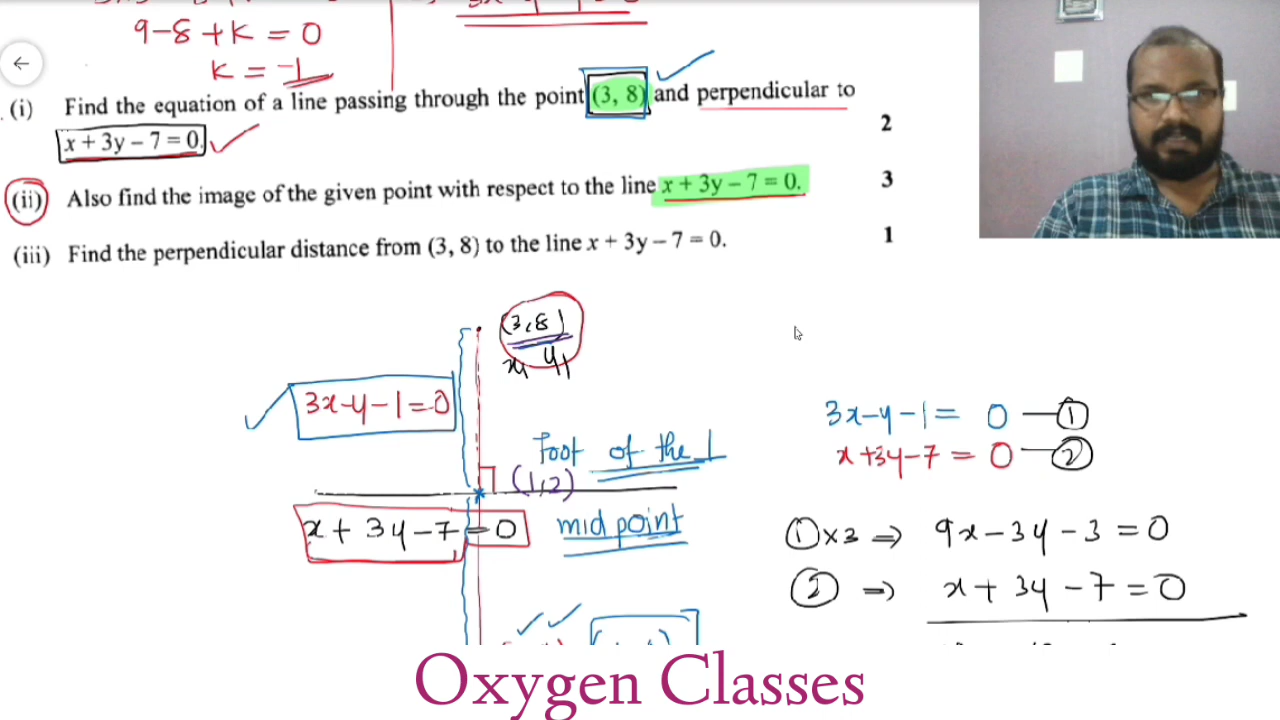 9-8+K = 0
K = -1
(i) Find the equation of a line passing through the point (3, 8) and perpendicular to
x + 3y – 7 = 0.
2
(ii) Also find the image of the given point with respect to the line x + 3y – 7 = 0.
3
(iii) Find the perpendicular distance from (3, 8) to the line x + 3y – 7 = 0.
1
(3,8)
x1 y1
3x-y-1=0
Foot of the ⊥
(1,2)
x + 3y-7=0
mid point
3x-y-1= 0 — ①
x+3y-7 = 0 — ②
①×3 ⇒ 9x-3y-3=0
② ⇒ x+ 3y -7=0
Oxygen Classes